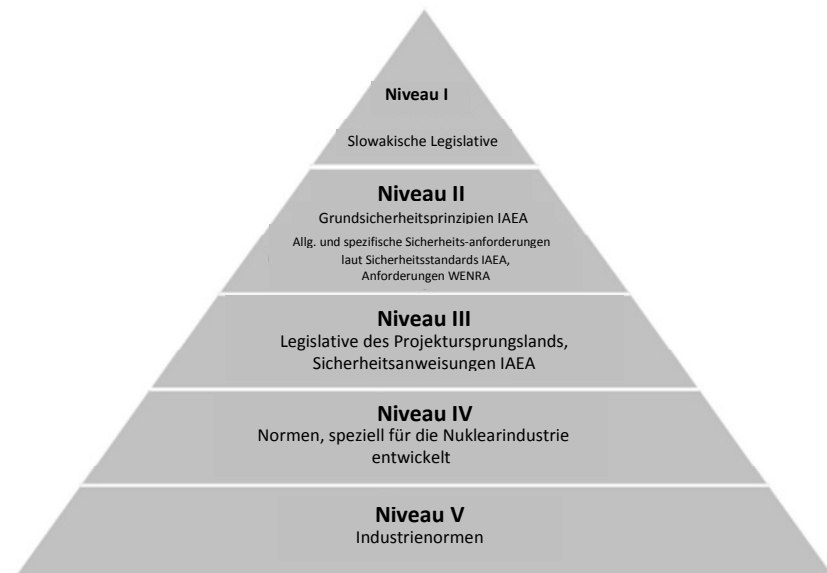 Niveau I
Slowakische Legislative
Niveau II
Grundsicherheitsprinzipien IAEA
Allg. und spezifische Sicherheits-anforderungen
laut Sicherheitsstandards IAEA,
Anforderungen WENRA
Niveau III
Legislative des Projektursprungslands,
Sicherheitsanweisungen IAEA
Niveau IV
Normen, speziell für die Nuklearindustrie
entwickelt
Niveau V
Industrienormen